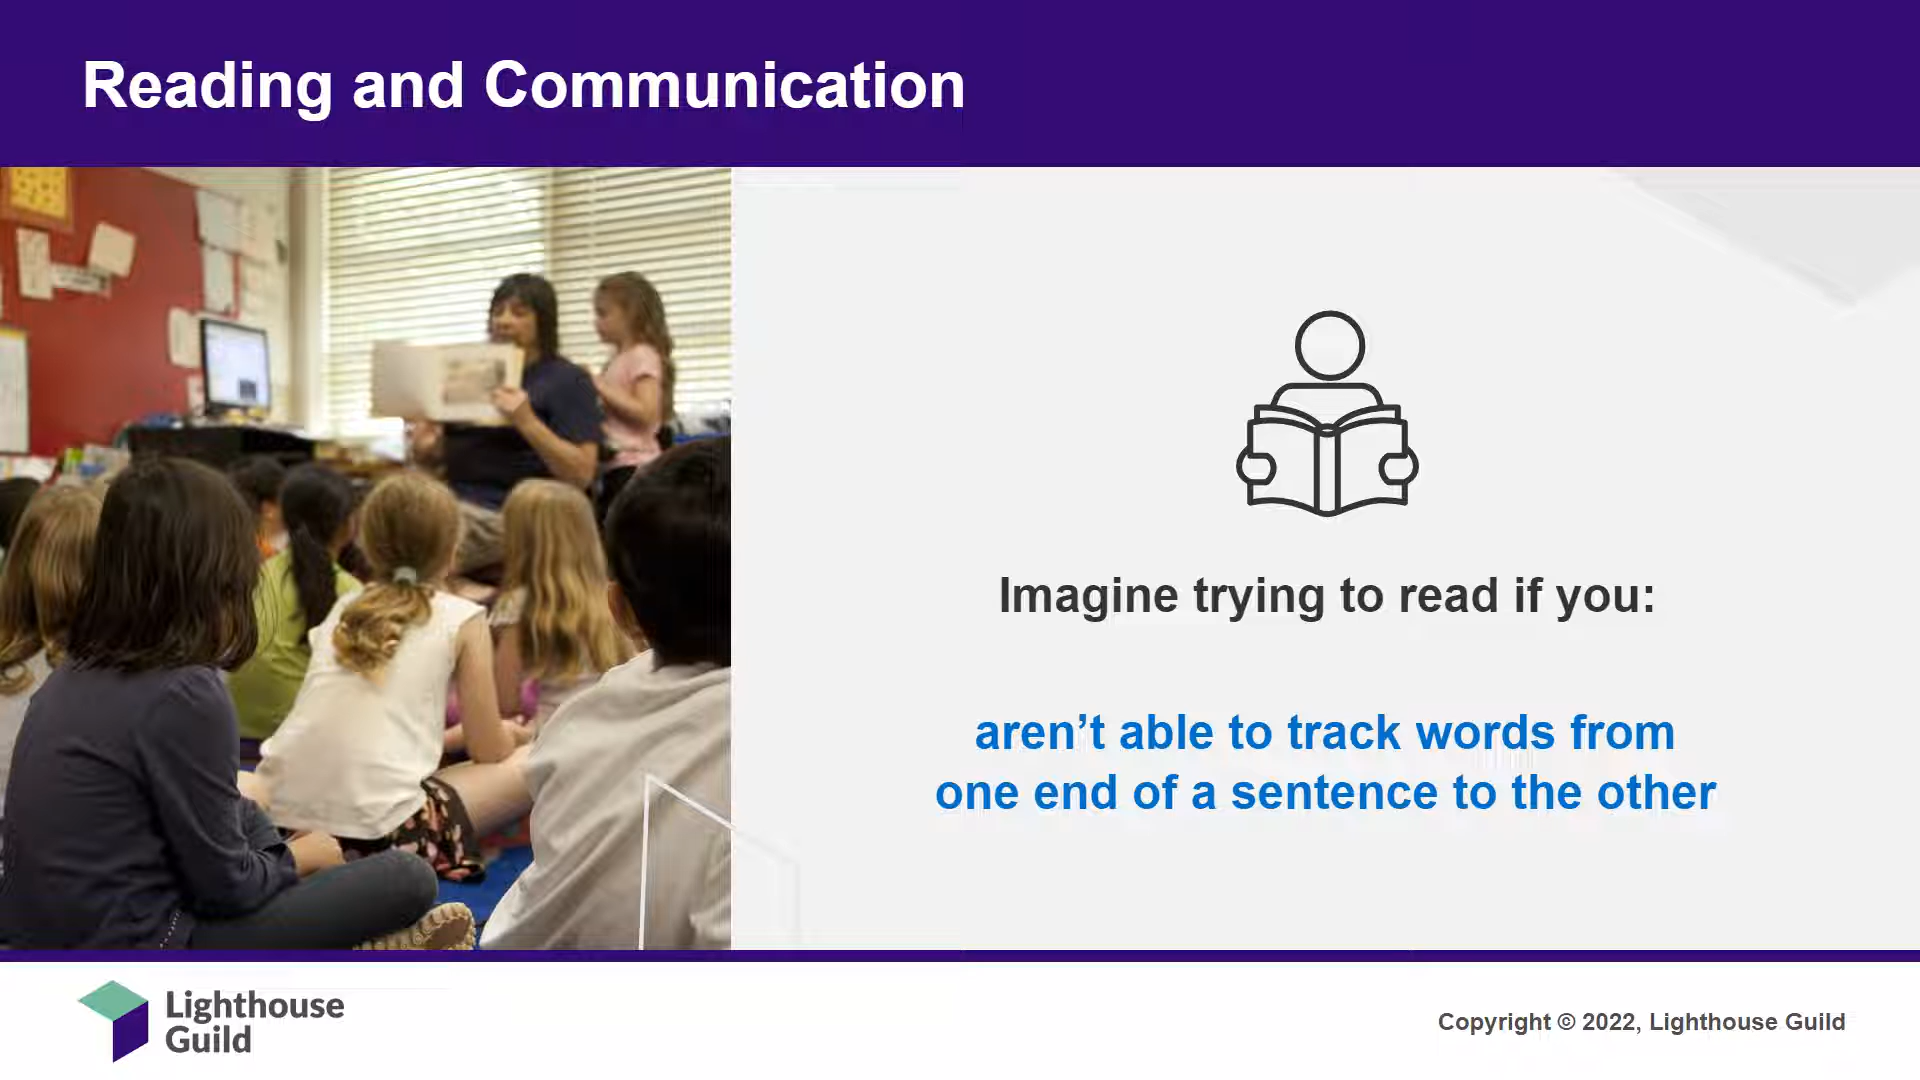 Reading and Communication
Imagine trying to read if you:
aren’t able to track words from
one end of a sentence to the other
Lighthouse
Guild
Copyright © 2022, Lighthouse Guild